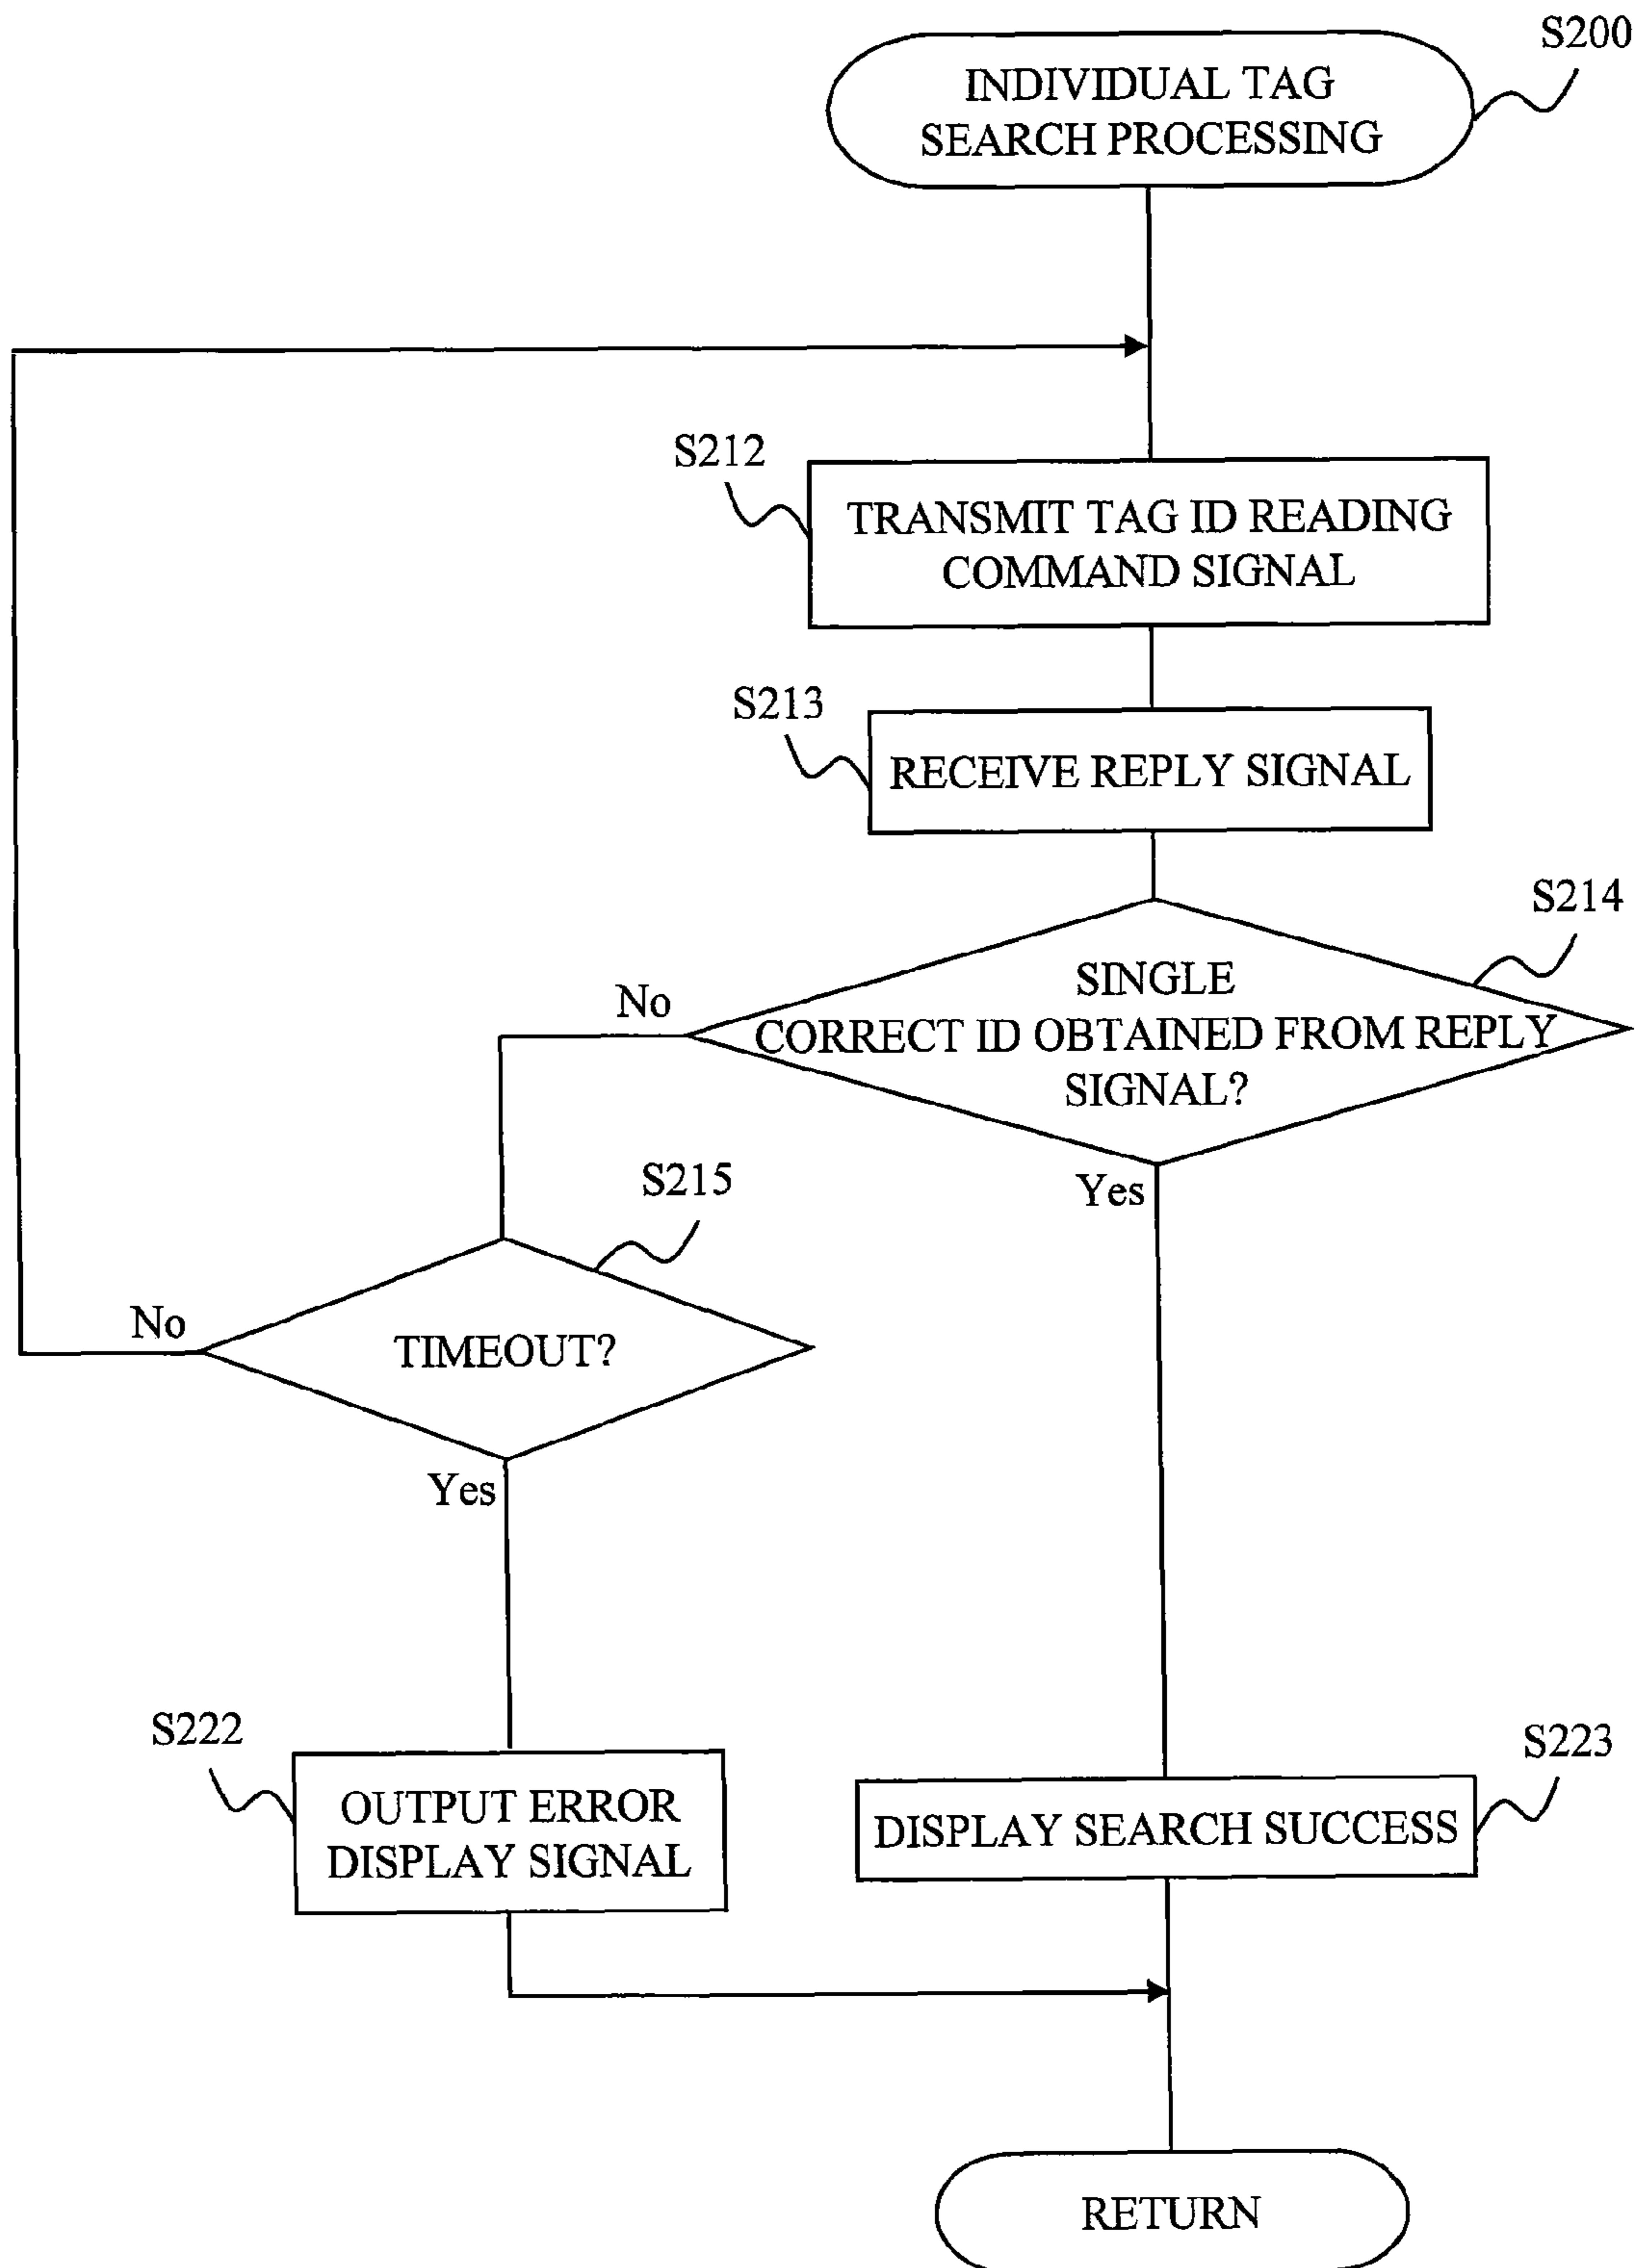 S200
INDIVIDUAL TAG
SEARCH PROCESSING
S212
TRANSMIT TAG ID READING
COMMAND SIGNAL
S213
RECEIVE REPLY SIGNAL
S214
SINGLE
CORRECT ID OBTAINED FROM REPLY
SIGNAL?
No
Yes
S215
TIMEOUT?
No
Yes
S222
OUTPUT ERROR
DISPLAY SIGNAL
S223
DISPLAY SEARCH SUCCESS
RETURN